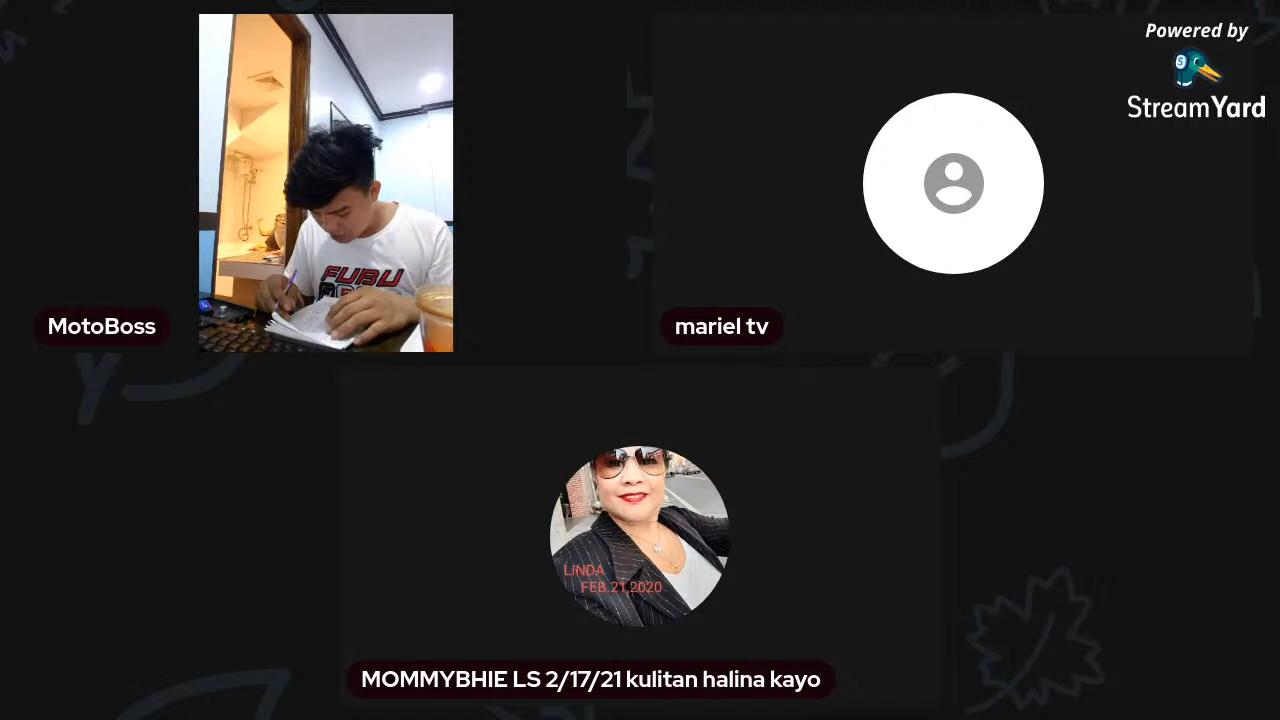 Powered by
StreamYard
FUBU
MotoBoss
mariel tv
LINDA
FEB.21,2020
MOMMYBHIE LS 2/17/21 kulitan halina kayo